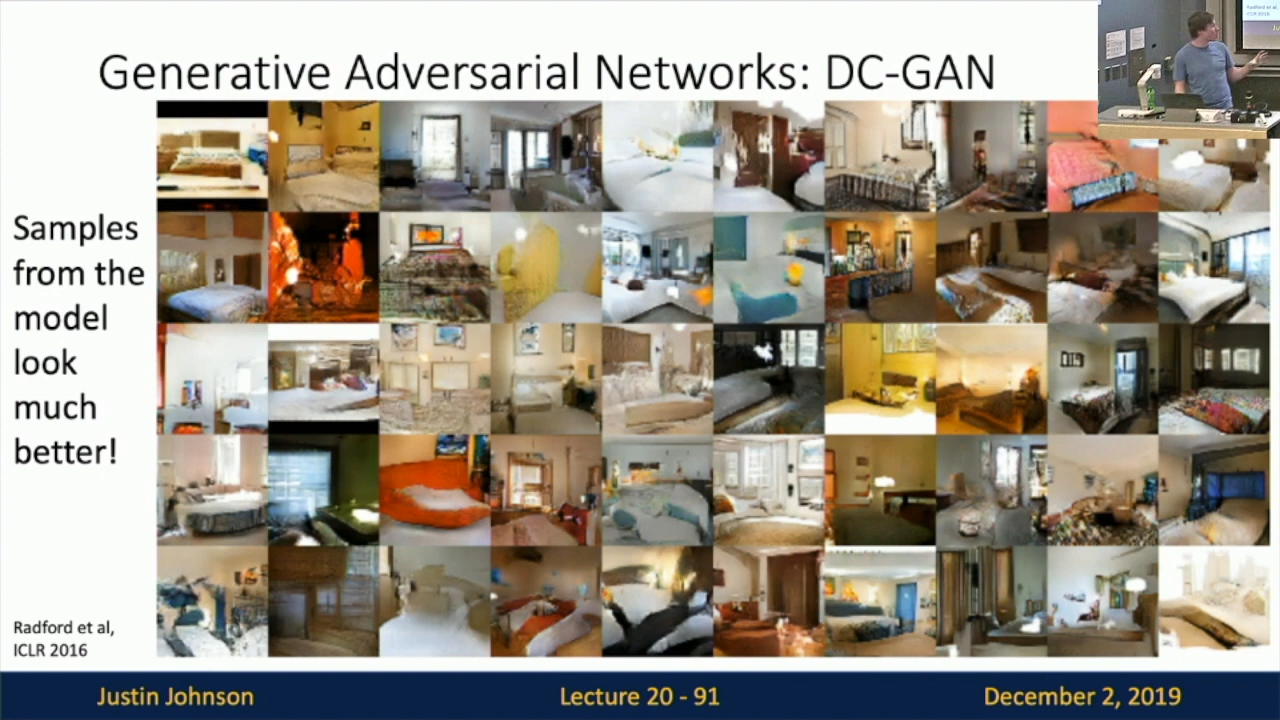 Generative Adversarial Networks: DC-GAN
Samples
from the
model
look
much
better!
Radford et al,
ICLR 2016
Justin Johnson
Lecture 20 - 91
December 2, 2019